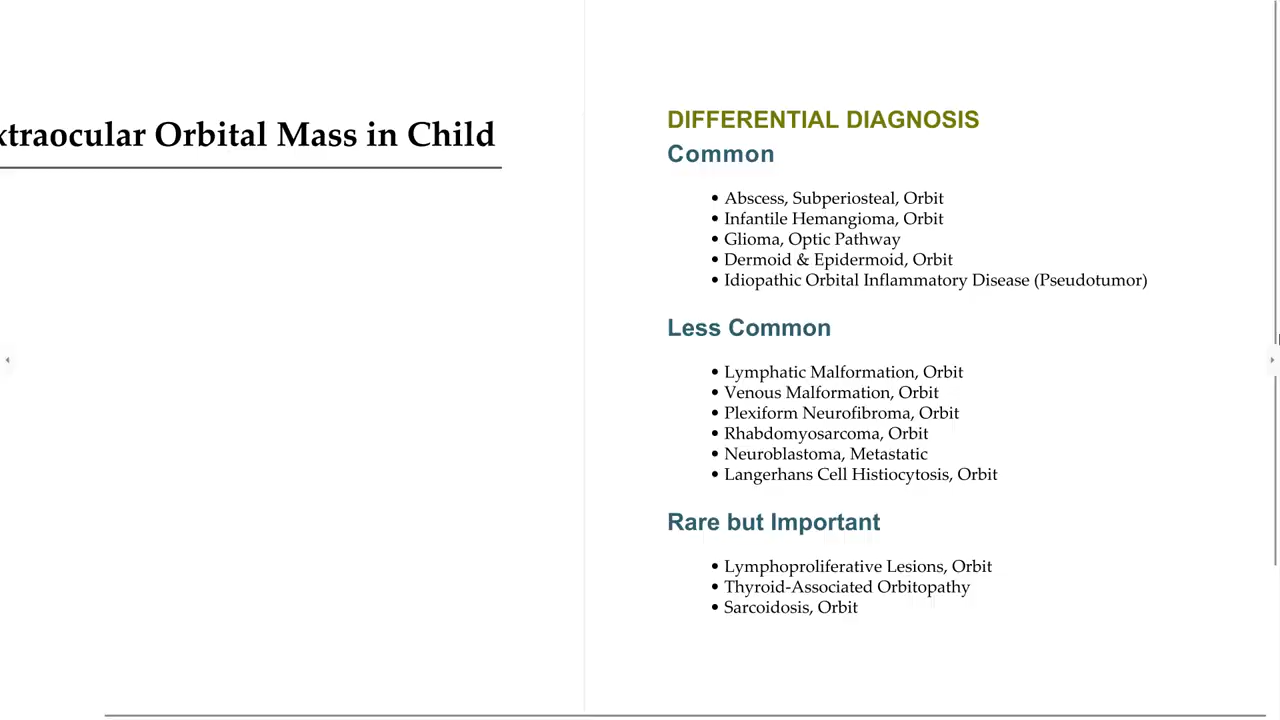 xtraocular Orbital Mass in Child
DIFFERENTIAL DIAGNOSIS
Common
• Abscess, Subperiosteal, Orbit
• Infantile Hemangioma, Orbit
• Glioma, Optic Pathway
• Dermoid & Epidermoid, Orbit
• Idiopathic Orbital Inflammatory Disease (Pseudotumor)
Less Common
• Lymphatic Malformation, Orbit
• Venous Malformation, Orbit
• Plexiform Neurofibroma, Orbit
• Rhabdomyosarcoma, Orbit
• Neuroblastoma, Metastatic
• Langerhans Cell Histiocytosis, Orbit
Rare but Important
• Lymphoproliferative Lesions, Orbit
• Thyroid-Associated Orbitopathy
• Sarcoidosis, Orbit